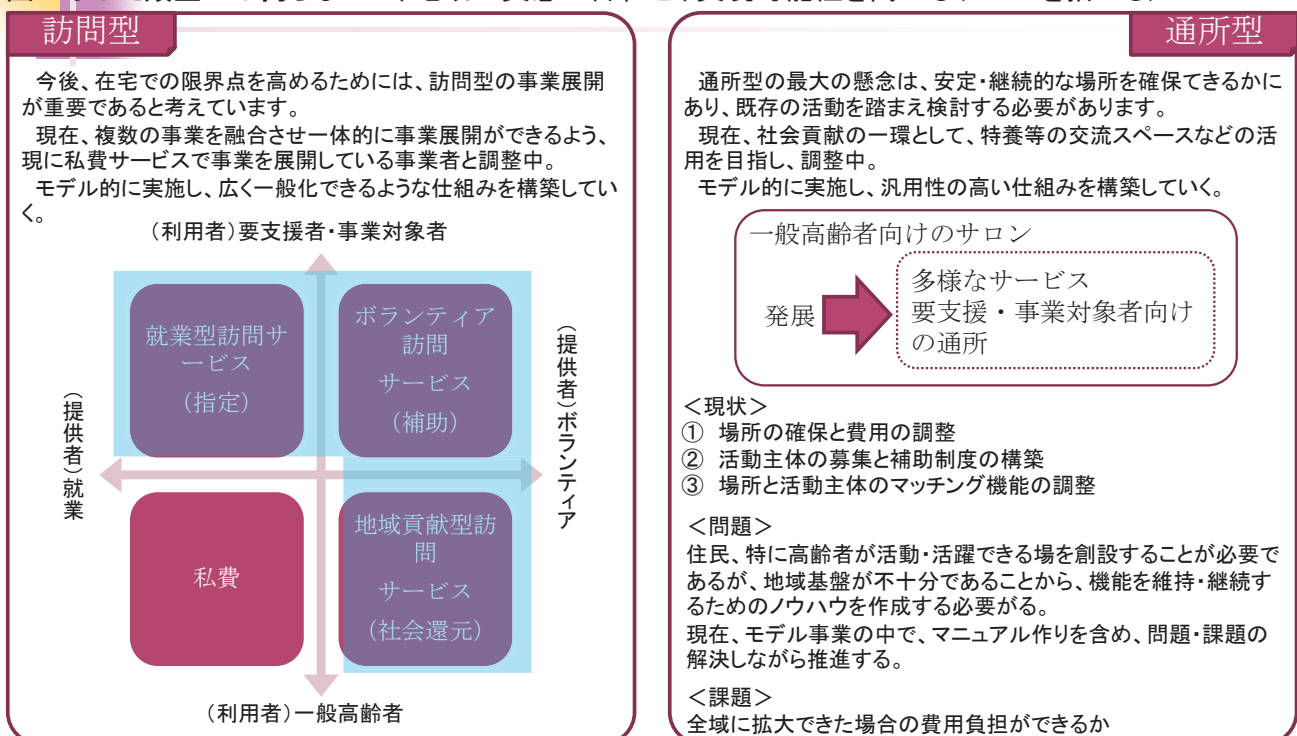 訪問型
今後、在宅での限界点を高めるためには、訪問型の事業展開
が重要であると考えています。
現在、複数の事業を融合させ一体的に事業展開ができるよう、
現に私費サービスで事業を展開している事業者と調整中。
モデル的に実施し、広く一般化できるような仕組みを構築してい
く。
(利用者)要支援者・事業対象者
就業型訪問サ
ービス
(指定)
ボランティア
訪問
サービス
(補助)
(提供者)就業
(提供者)ボランティア
私費
地域貢献型訪
問
サービス
(社会還元)
(利用者)一般高齢者
通所型
通所型の最大の懸念は、安定・継続的な場所を確保できるかに
あり、既存の活動を踏まえ検討する必要があります。
現在、社会貢献の一環として、特養等の交流スペースなどの活
用を目指し、調整中。
モデル的に実施し、汎用性の高い仕組みを構築していく。
一般高齢者向けのサロン
発展
多様なサービス
要支援・事業対象者向け
の通所
<現状>
① 場所の確保と費用の調整
② 活動主体の募集と補助制度の構築
③ 場所と活動主体のマッチング機能の調整
<問題>
住民、特に高齢者が活動・活躍できる場を創設することが必要で
あるが、地域基盤が不十分であることから、機能を維持・継続す
るためのノウハウを作成する必要がる。
現在、モデル事業の中で、マニュアル作りを含め、問題・課題の
解決しながら推進する。
<課題>
全域に拡大できた場合の費用負担ができるか